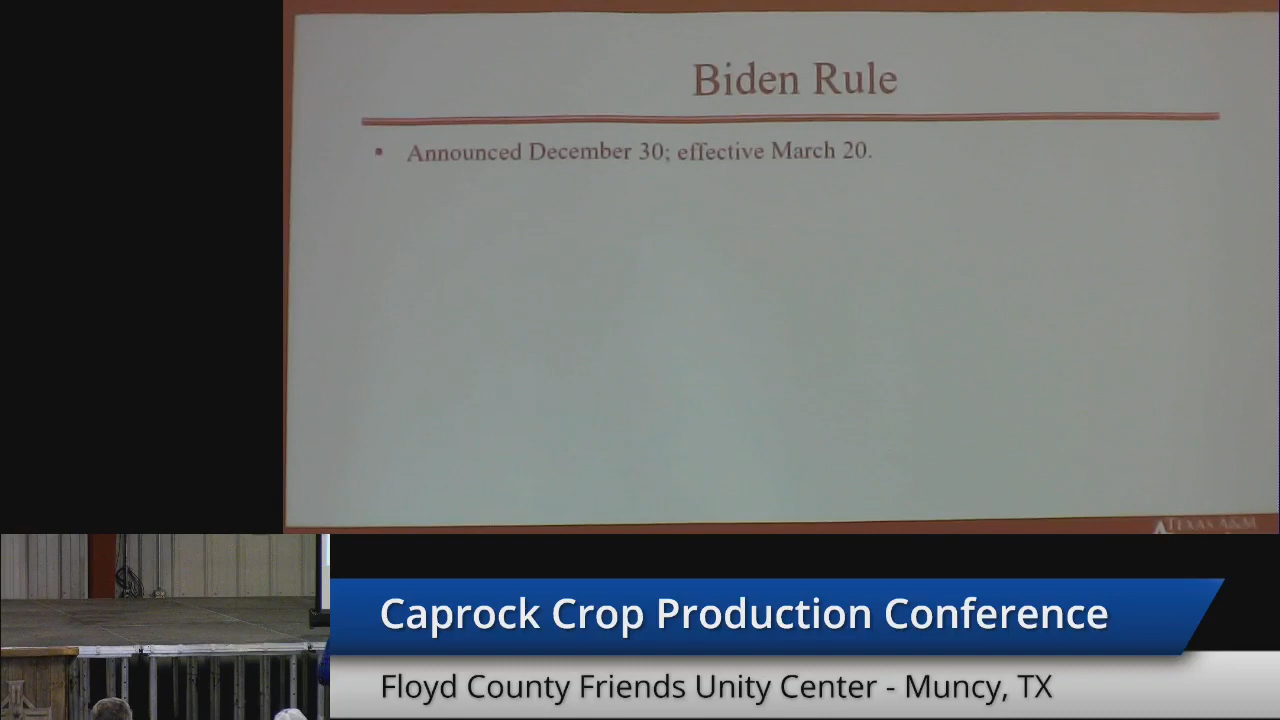 Biden Rule
• Announced December 30; effective March 20.
TEXAS A&M
Caprock Crop Production Conference
Floyd County Friends Unity Center - Muncy, TX